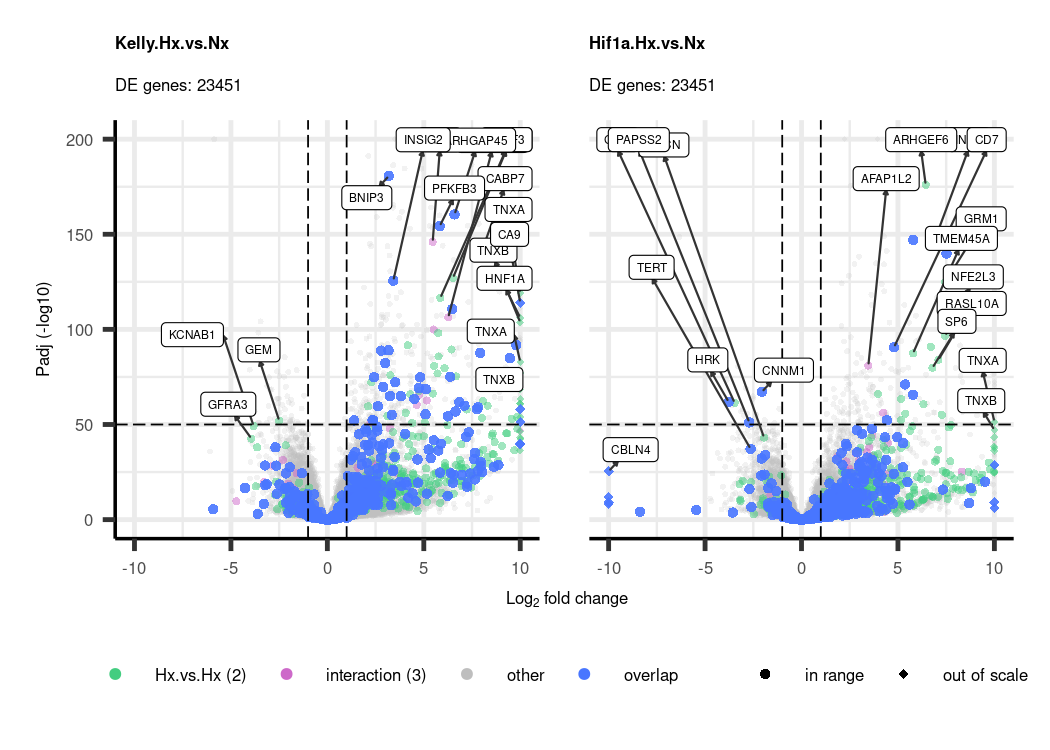 Kelly.Hx.vs.Nx
DE genes: 23451
Hif1a.Hx.vs.Nx
DE genes: 23451
Padj (-log10)
200
150
100
50
0
INSIG2
RHGAP45
F3
BNIP3
PFKFB3
CABP7
TNXA
CA9
TNXB
HNF1A
TNXA
TNXB
KCNAB1
GEM
GFRA3
PAPSS2
CN
ARHGEF6
CD7
AFAP1L2
GRM1
TMEM45A
TERT
NFE2L3
RASL10A
SP6
HRK
CNNM1
TNXA
TNXB
CBLN4
-10 -5 0 5 10
-10 -5 0 5 10
Log2 fold change
Hx.vs.Hx (2) interaction (3) other overlap in range out of scale